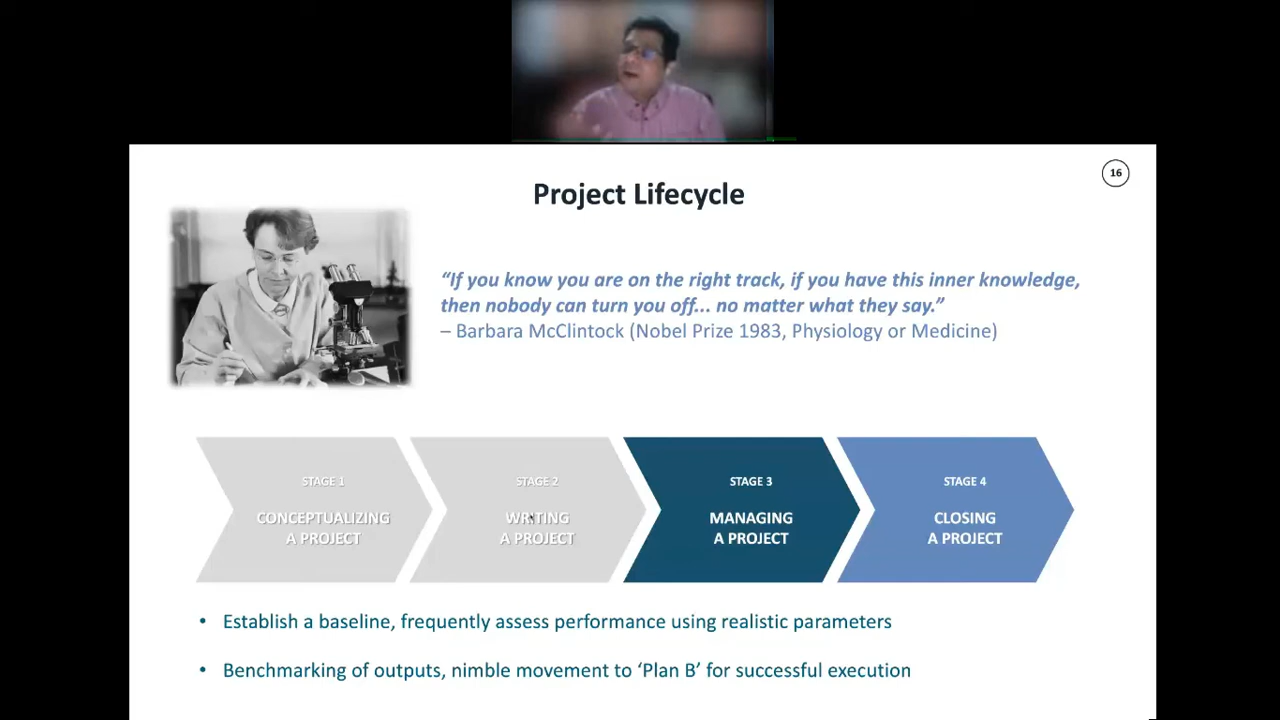 16
Project Lifecycle
“If you know you are on the right track, if you have this inner knowledge,
then nobody can turn you off... no matter what they say.”
– Barbara McClintock (Nobel Prize 1983, Physiology or Medicine)
STAGE 1
CONCEPTUALIZING
A PROJECT
STAGE 2
WRITING
A PROJECT
STAGE 3
MANAGING
A PROJECT
STAGE 4
CLOSING
A PROJECT
• Establish a baseline, frequently assess performance using realistic parameters
• Benchmarking of outputs, nimble movement to ‘Plan B’ for successful execution